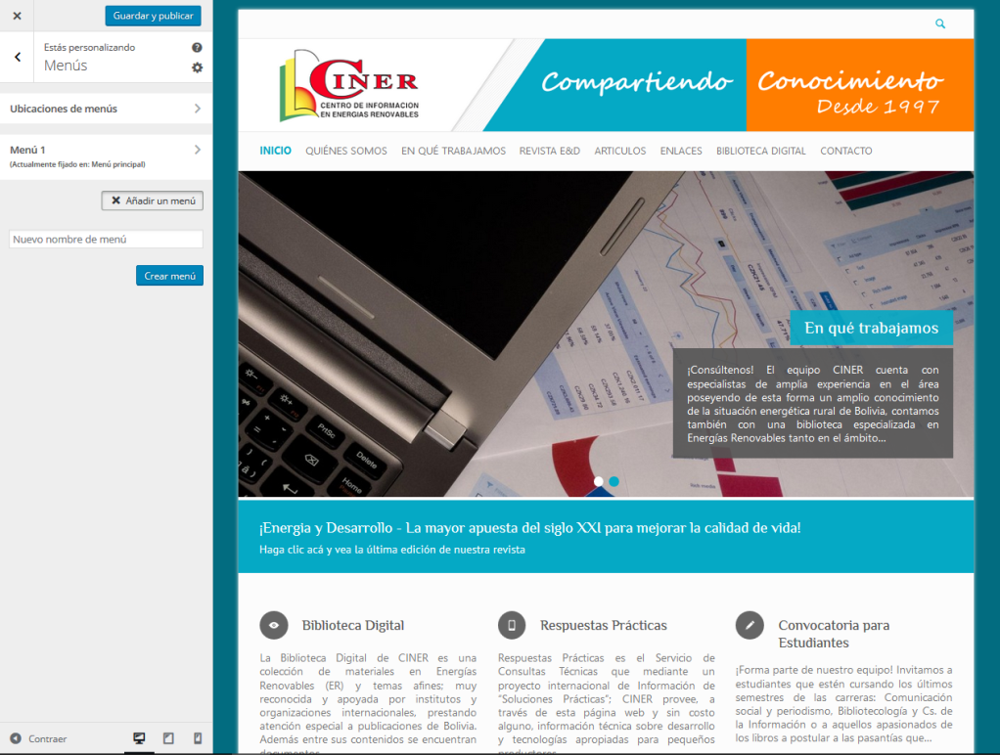 Guardar y publicar
Estás personalizando
Menús
Ubicaciones de menús
Menú 1
(Actualmente fijado en: Menú principal)
Añadir un menú
Nuevo nombre de menú
Crear menú
Contraer
CINER
CENTRO DE INFORMACION
EN ENERGIAS RENOVABLES
Compartiendo Conocimiento
Desde 1997
INICIO QUIÉNES SOMOS EN QUÉ TRABAJAMOS REVISTA E&D ARTICULOS ENLACES BIBLIOTECA DIGITAL CONTACTO
PrtSc
Delete
Home
En qué trabajamos
¡Consúltenos! El equipo CINER cuenta con
especialistas de amplia experiencia en el área
poseyendo de esta forma un amplio conocimiento
de la situación energética rural de Bolivia, contamos
también con una biblioteca especializada en
Energías Renovables tanto en el ámbito...
¡Energia y Desarrollo - La mayor apuesta del siglo XXI para mejorar la calidad de vida!
Haga clic acá y vea la última edición de nuestra revista
Biblioteca Digital
La Biblioteca Digital de CINER es una
colección de materiales en Energías
Renovables (ER) y temas afines; muy
reconocida y apoyada por institutos y
organizaciones internacionales, prestando
atención especial a publicaciones de Bolivia.
Además entre sus contenidos se encuentran
documentos
Respuestas Prácticas
Respuestas Prácticas es el Servicio de
Consultas Técnicas que mediante un
proyecto internacional de Información de
“Soluciones Prácticas”; CINER provee, a
través de esta página web y sin costo
alguno, información técnica sobre desarrollo
y tecnologías apropiadas para pequeños
productores
Convocatoria para
Estudiantes
¡Forma parte de nuestro equipo! Invitamos a
estudiantes que estén cursando los últimos
semestres de las carreras: Comunicación
social y periodismo, Bibliotecología y Cs. de
la Información o a aquellos apasionados de
los libros a postular a las pasantías que...